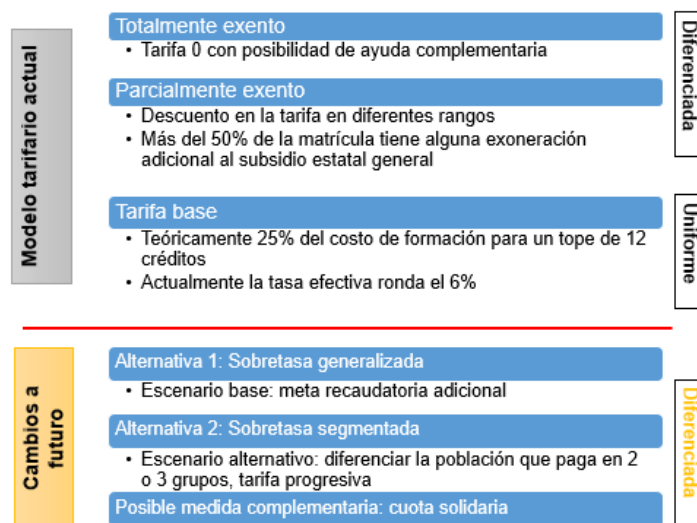 Modelo tarifario actual
Totalmente exento
• Tarifa 0 con posibilidad de ayuda complementaria
Parcialmente exento
• Descuento en la tarifa en diferentes rangos
• Más del 50% de la matrícula tiene alguna exoneración
adicional al subsidio estatal general
Diferenciada
Tarifa base
• Teóricamente 25% del costo de formación para un tope de 12
créditos
• Actualmente la tasa efectiva ronda el 6%
Uniforme
Cambios a
futuro
Alternativa 1: Sobretasa generalizada
• Escenario base: meta recaudatoria adicional
Alternativa 2: Sobretasa segmentada
• Escenario alternativo: diferenciar la población que paga en 2
o 3 grupos, tarifa progresiva
Posible medida complementaria: cuota solidaria
Diferenciada